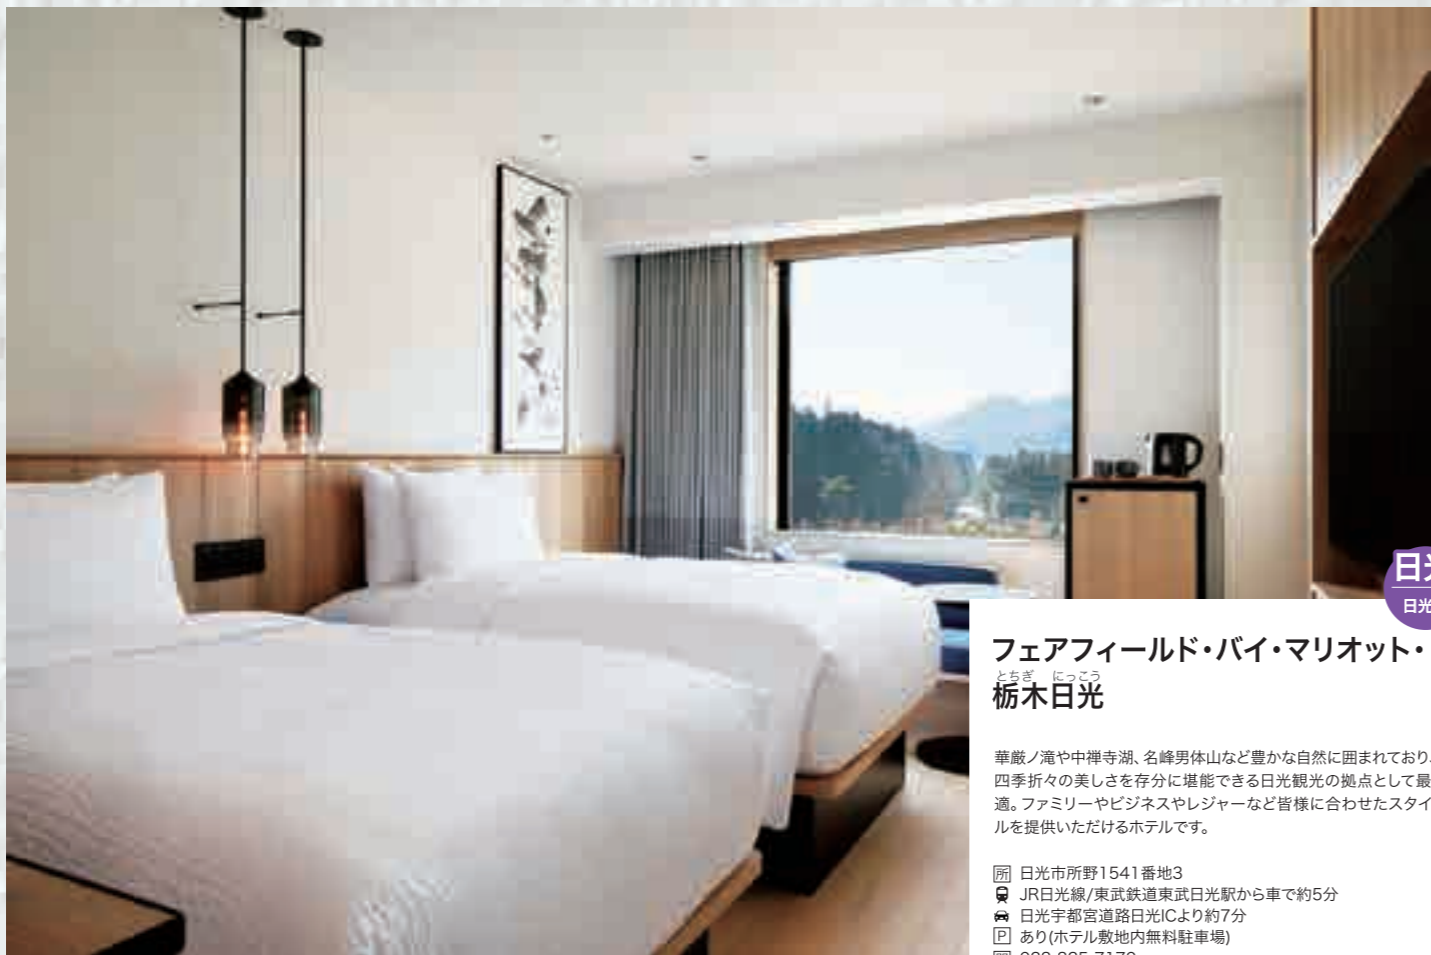 日光
日光
フェアフィールド・バイ・マリオット・
とちぎ にっこう
栃木日光
華厳ノ滝や中禅寺湖、名峰男体山など豊かな自然に囲まれており、
四季折々の美しさを存分に堪能できる日光観光の拠点として最
適。ファミリーやビジネスやレジャーなど皆様に合わせたスタイ
ルを提供いただけるホテルです。
所 日光市所野1541番地3
JR日光線/東武鉄道東武日光駅から車で約5分
日光宇都宮道路日光ICより約7分
P あり(ホテル敷地内無料駐車場)